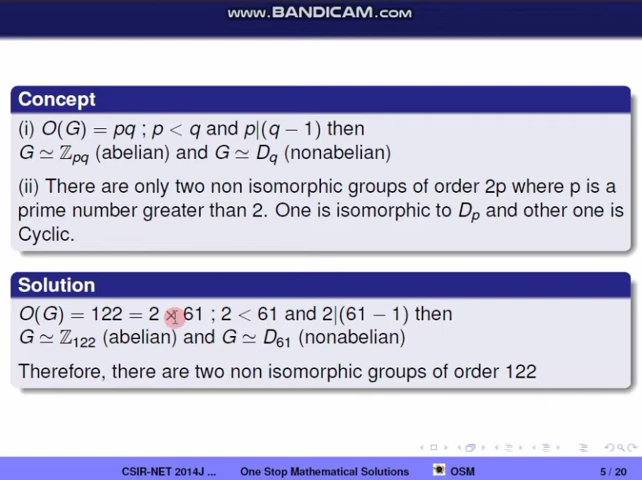 www.BANDICAM.com
Concept
(i) O(G) = pq ; p < q and p|(q − 1) then
G ≃ ℤpq (abelian) and G ≃ Dq (nonabelian)
(ii) There are only two non isomorphic groups of order 2p where p is a
prime number greater than 2. One is isomorphic to Dp and other one is
Cyclic.
Solution
O(G) = 122 = 2 × 61 ; 2 < 61 and 2|(61 − 1) then
G ≃ ℤ122 (abelian) and G ≃ D61 (nonabelian)
Therefore, there are two non isomorphic groups of order 122
CSIR-NET 2014J ... One Stop Mathematical Solutions OSM 5 / 20